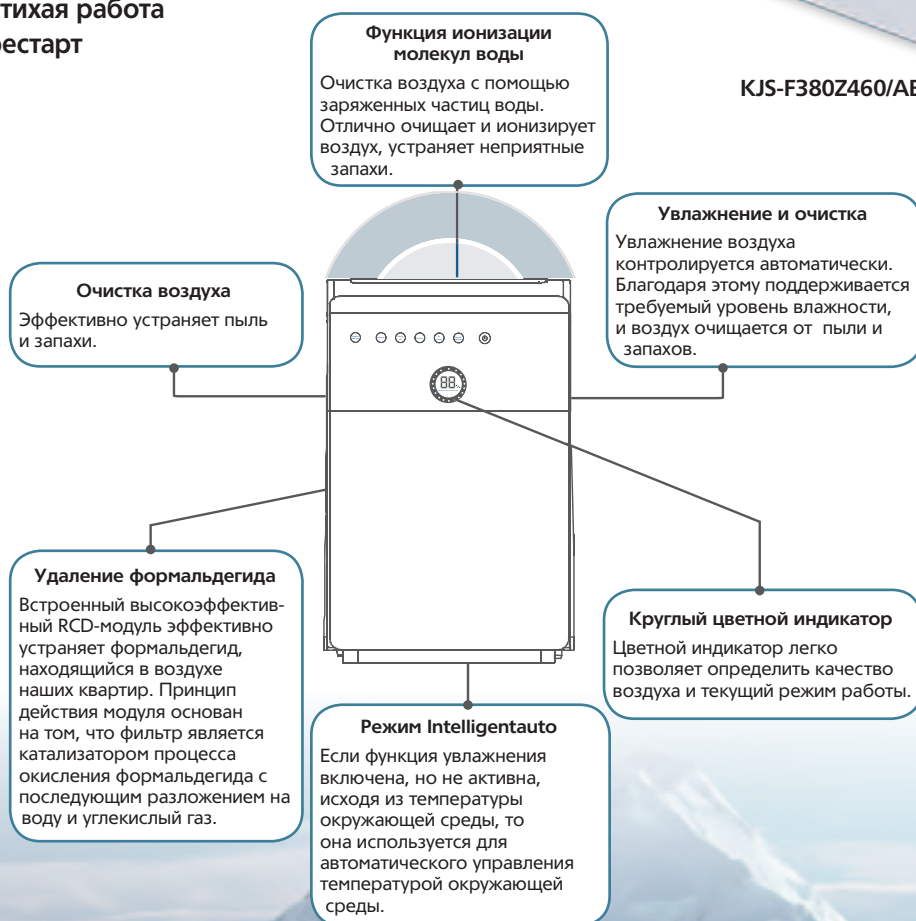 тихая работа
рестарт
KJS-F380Z460/AE
Функция ионизации
молекул воды
Очистка воздуха с помощью
заряженных частиц воды.
Отлично очищает и ионизирует
воздух, устраняет неприятные
запахи.
Увлажнение и очистка
Увлажнение воздуха
контролируется автоматически.
Благодаря этому поддерживается
требуемый уровень влажности,
и воздух очищается от пыли и
запахов.
Очистка воздуха
Эффективно устраняет пыль
и запахи.
88
Удаление формальдегида
Встроенный высокоэффектив-
ный RCD-модуль эффективно
устраняет формальдегид,
находящийся в воздухе
наших квартир. Принцип
действия модуля основан
на том, что фильтр является
катализатором процесса
окисления формальдегида с
последующим разложением на
воду и углекислый газ.
Круглый цветной индикатор
Цветной индикатор легко
позволяет определить качество
воздуха и текущий режим работы.
Режим Intelligentauto
Если функция увлажнения
включена, но не активна,
исходя из температуры
окружающей среды, то
она используется для
автоматического управления
температурой окружающей
среды.